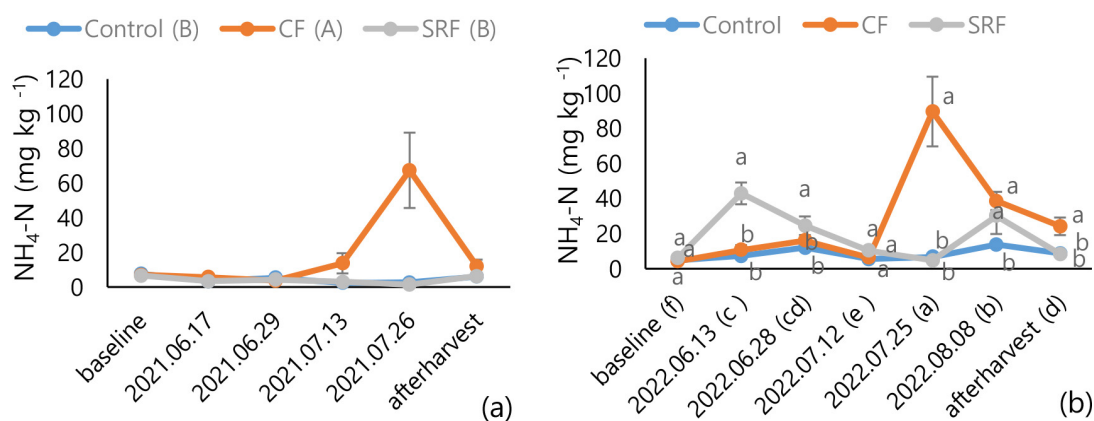 Control (B) CF (A) SRF (B)
NH4-N (mg kg -1)
120
100
80
60
40
20
0
baseline
2021.06.17
2021.06.29
2021.07.13
2021.07.26
afterharvest
(a)
Control CF SRF
NH4-N (mg kg -1)
120
100
80
60
40
20
0
a
a
a
a
b
b
a
b
b
a
a
a
a
b
b
a
a
b
a
b
b
baseline (f)
2022.06.13 (c )
2022.06.28 (cd)
2022.07.12 (e )
2022.07.25 (a)
2022.08.08 (b)
afterharvest (d)
(b)